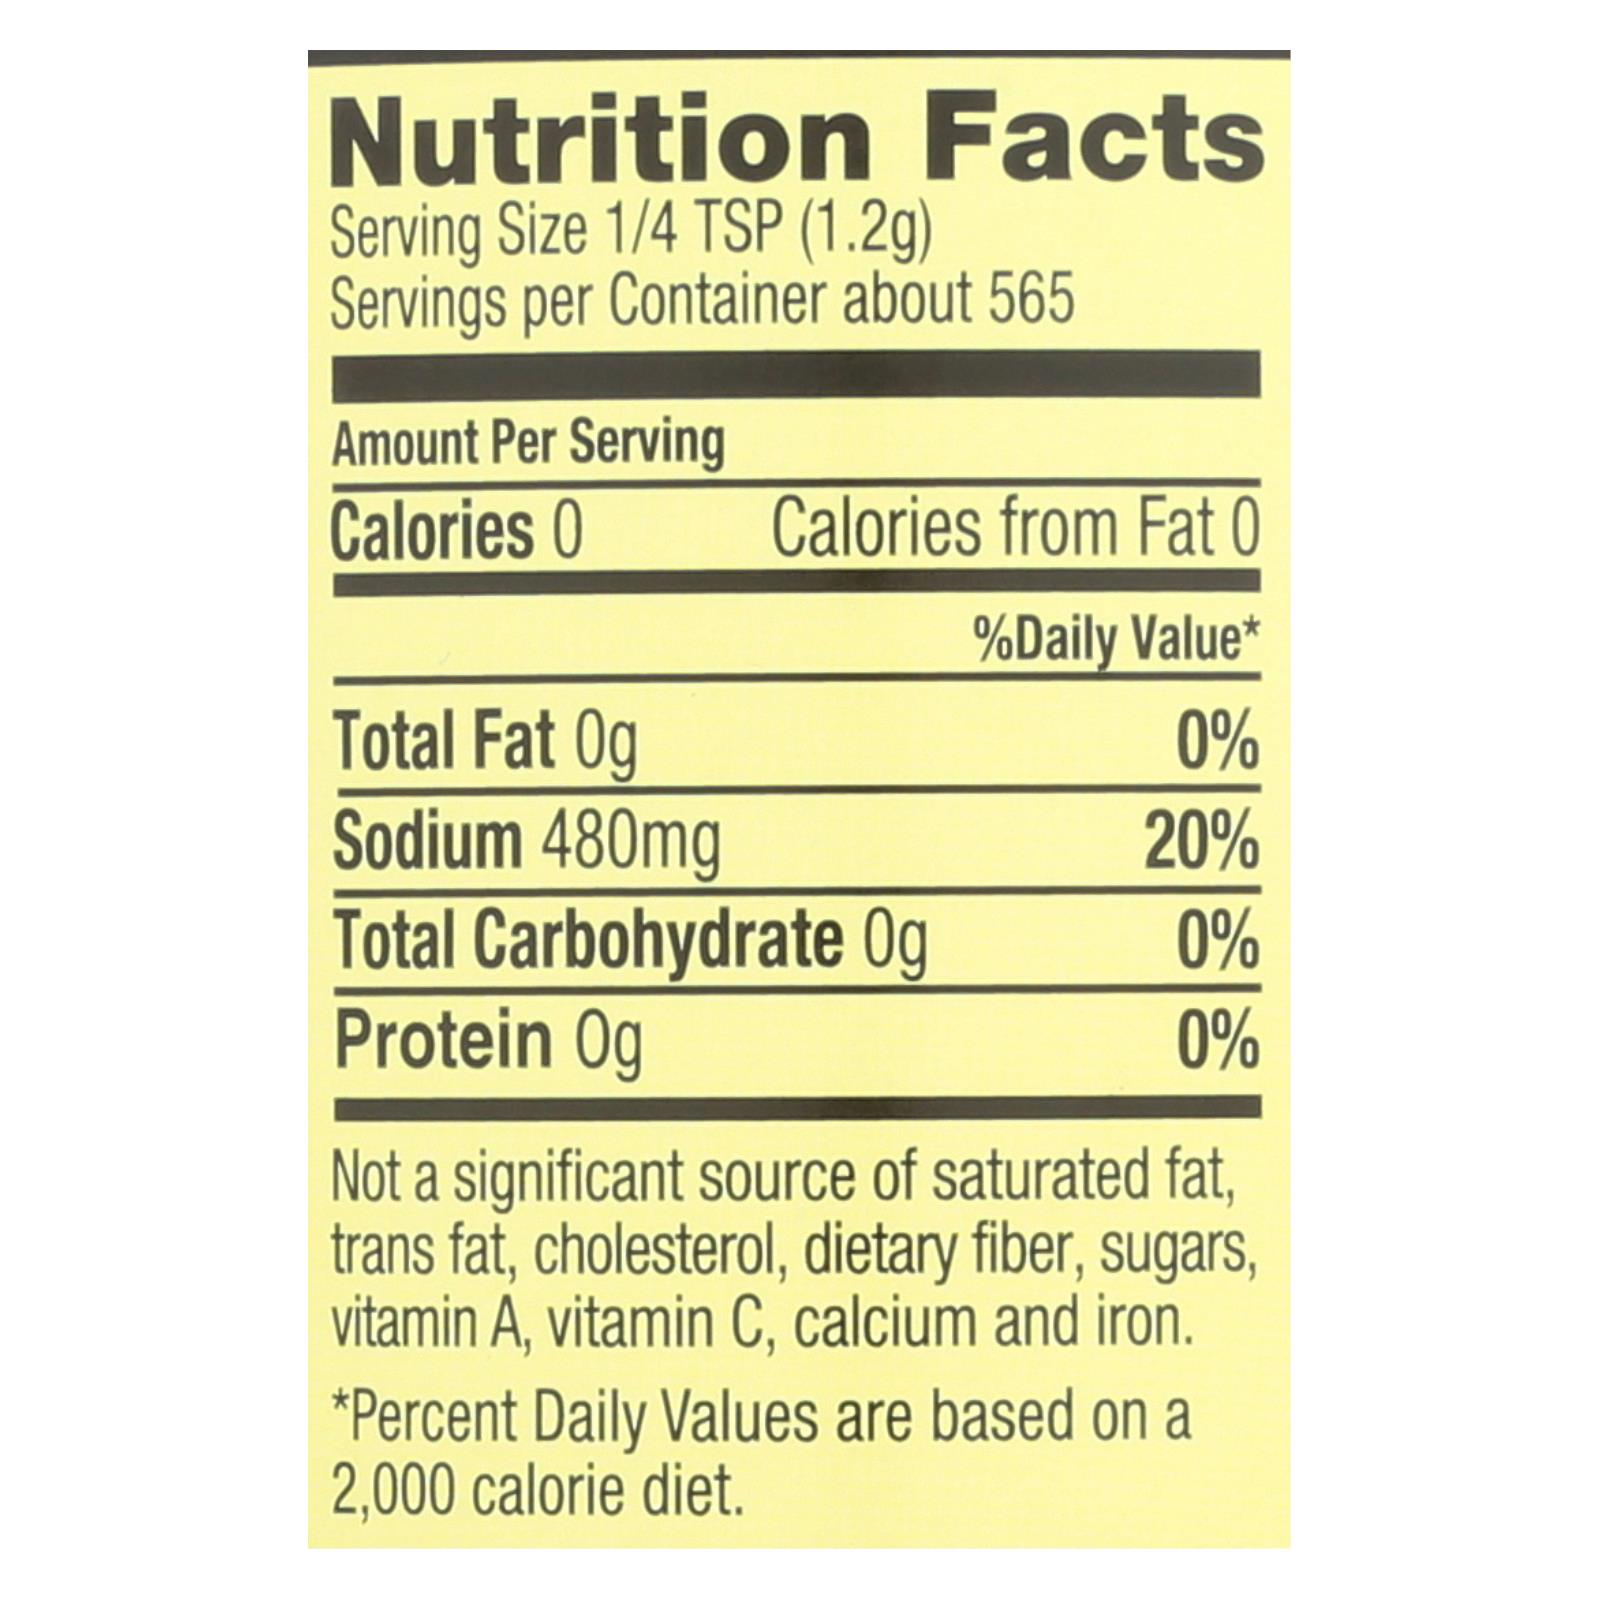 Nutrition Facts
Serving Size 1/4 TSP (1.2g)
Servings per Container about 565
Amount Per Serving
Calories 0 Calories from Fat 0
%Daily Value*
Total Fat 0g 0%
Sodium 480mg 20%
Total Carbohydrate 0g 0%
Protein 0g 0%
Not a significant source of saturated fat,
trans fat, cholesterol, dietary fiber, sugars,
vitamin A, vitamin C, calcium and iron.
*Percent Daily Values are based on a
2,000 calorie diet.